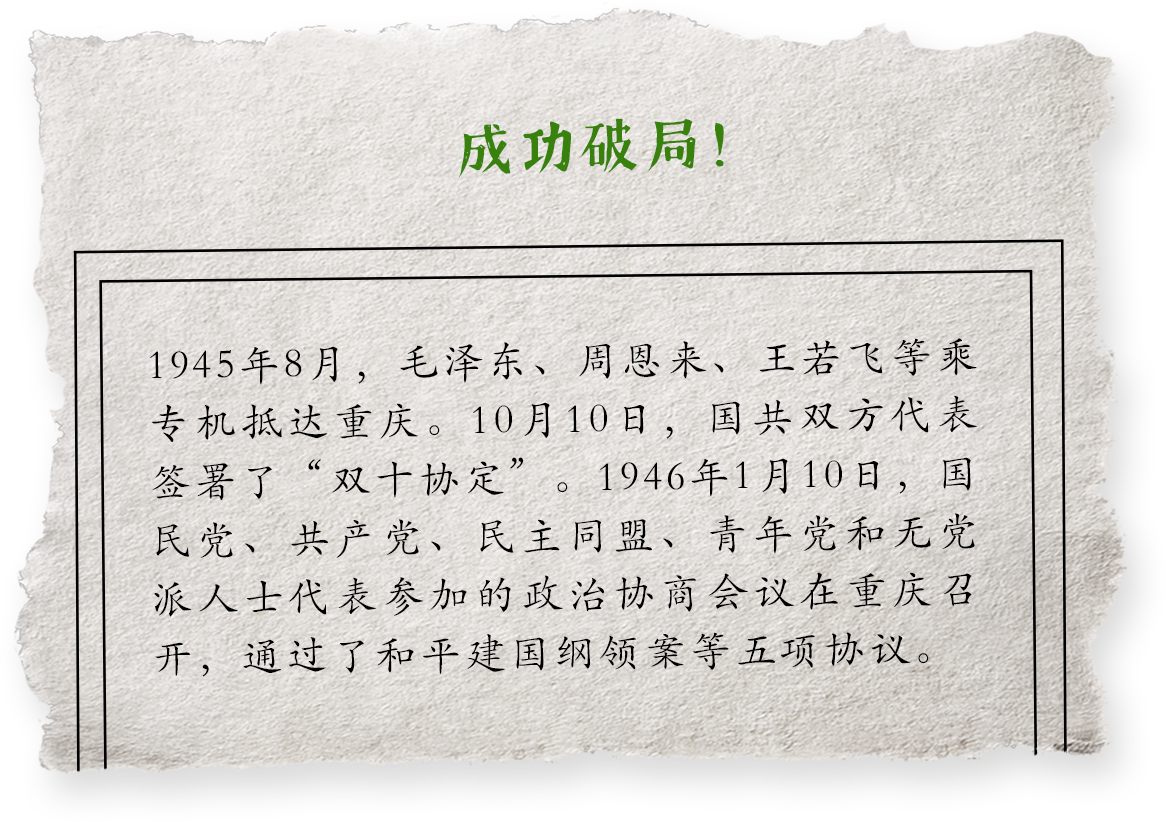 成功破局！
1945年8月，毛泽东、周恩来、王若飞等乘
专机抵达重庆。10月10日，国共双方代表
签署了“双十协定”。1946年1月10日，国
民党、共产党、民主同盟、青年党和无党
派人士代表参加的政治协商会议在重庆召
开，通过了和平建国纲领案等五项协议。